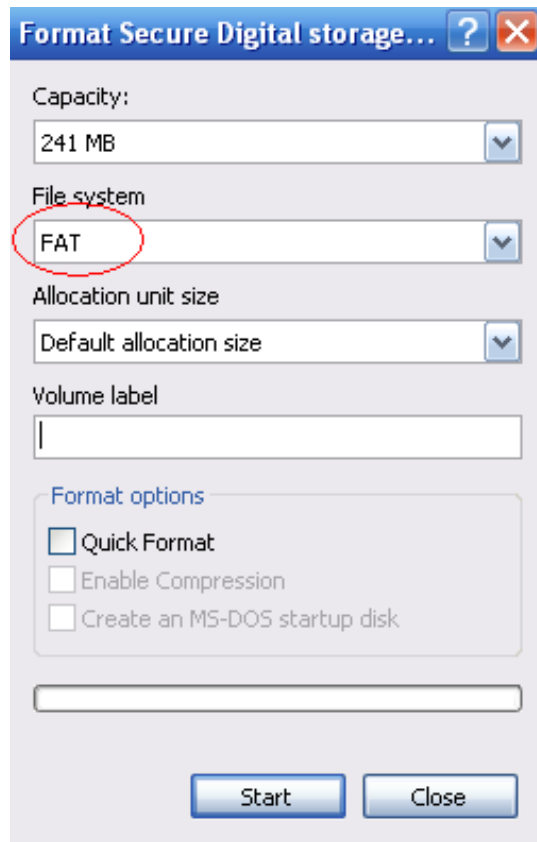 Format Secure Digital storage...
Capacity:
241 MB
File system
FAT
Allocation unit size
Default allocation size
Volume label
Format options
Quick Format
Enable Compression
Create an MS-DOS startup disk
Start Close